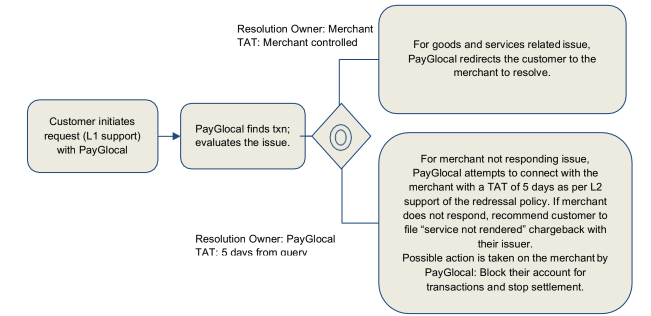 Resolution Owner: Merchant
TAT: Merchant controlled
For goods and services related issue,
PayGlocal redirects the customer to the
merchant to resolve.
Customer initiates
request (L1 support)
with PayGlocal
PayGlocal finds txn;
evaluates the issue.
For merchant not responding issue,
PayGlocal attempts to connect with the
merchant with a TAT of 5 days as per L2
support of the redressal policy. If merchant
does not respond, recommend customer to
file “service not rendered” chargeback with
their issuer.
Possible action is taken on the merchant by
PayGlocal: Block their account for
transactions and stop settlement.
Resolution Owner: PayGlocal
TAT: 5 days from query